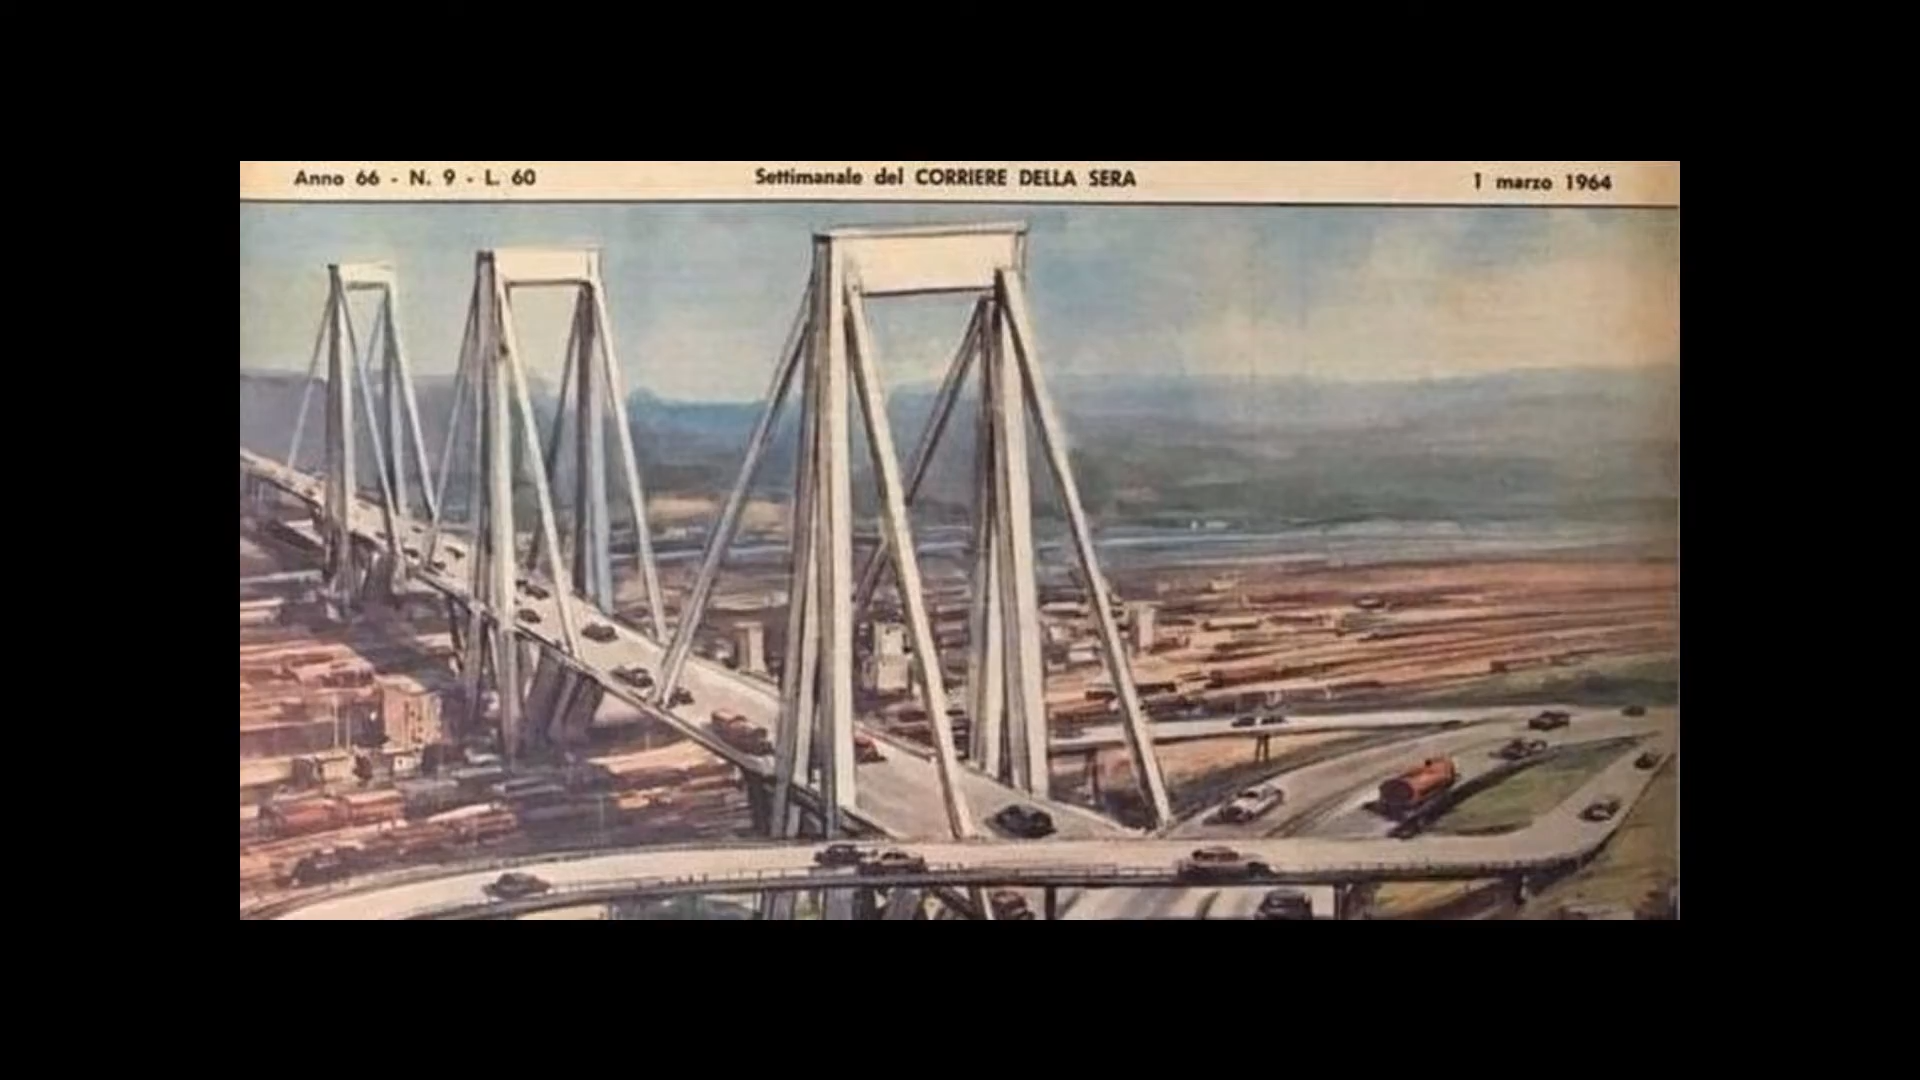 Anno 66 - N. 9 - L. 60 Settimanale del CORRIERE DELLA SERA 1 marzo 1964